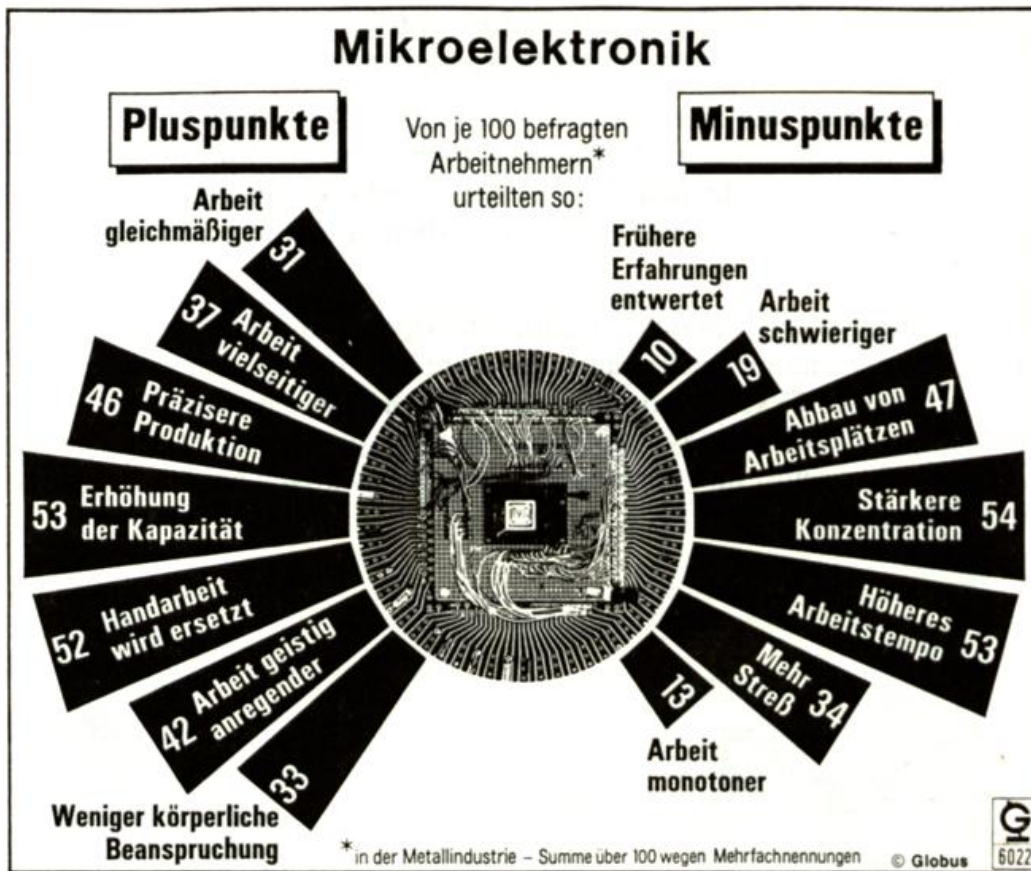 Mikroelektronik
Pluspunkte
Von je 100 befragten
Arbeitnehmern*
urteilten so:
Minuspunkte
Arbeit
gleichmäßiger
31
37 Arbeit
vielseitiger
46 Präzisere
Produktion
53 Erhöhung
der Kapazität
52 Handarbeit
wird ersetzt
42 Arbeit geistig
anregender
33
Weniger körperliche
Beanspruchung
Frühere
Erfahrungen
entwertet
10
Arbeit
schwieriger
19
Abbau von
Arbeitsplätzen 47
Stärkere
Konzentration 54
Höheres
Arbeitstempo 53
Mehr
Streß 34
13
Arbeit
monotoner
*in der Metallindustrie – Summe über 100 wegen Mehrfachnennungen
© Globus
G
6022